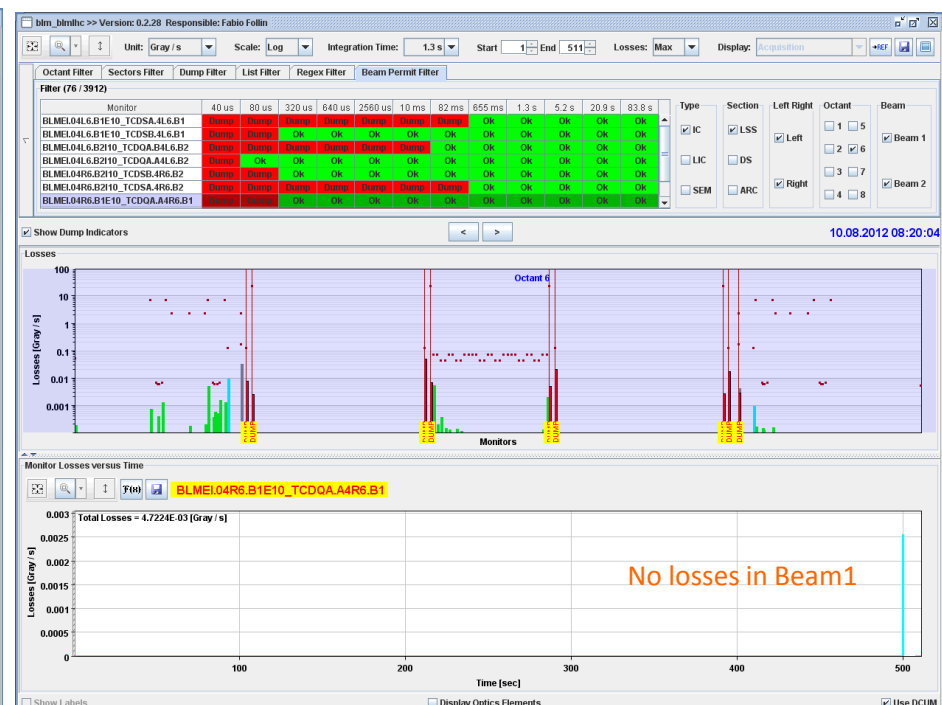 blm_blmlhc >> Version: 0.2.28 Responsible: Fabio Follin
Unit: Gray / s Scale: Log Integration Time: 1.3 s Start 1 End 511 Losses: Max Display: Acquisition →REF
Octant Filter Sectors Filter Dump Filter List Filter Regex Filter Beam Permit Filter
Filter (76 / 3912)
Monitor 40 us 80 us 320 us 640 us 2560 us 10 ms 82 ms 655 ms 1.3 s 5.2 s 20.9 s 83.8 s
BLMEI.04L6.B1E10_TCDSA.4L6.B1 Dump Dump Dump Dump Dump Dump Dump Ok Ok Ok Ok Ok
BLMEI.04L6.B1E10_TCDSB.4L6.B1 Dump Dump Ok Ok Ok Ok Ok Ok Ok Ok Ok Ok
BLMEI.04L6.B2I10_TCDQA.B4L6.B2 Dump Dump Dump Dump Dump Dump Ok Ok Ok Ok Ok Ok
BLMEI.04L6.B2I10_TCDQA.A4L6.B2 Dump Ok Ok Ok Ok Ok Ok Ok Ok Ok Ok Ok
BLMEI.04R6.B2I10_TCDSB.4R6.B2 Dump Dump Ok Ok Ok Ok Ok Ok Ok Ok Ok Ok
BLMEI.04R6.B2I10_TCDSA.4R6.B2 Dump Dump Dump Dump Dump Dump Dump Ok Ok Ok Ok Ok
BLMEI.04R6.B1E10_TCDQA.A4R6.B1 Dump Dump Ok Ok Ok Ok Ok Ok Ok Ok Ok Ok
Type Section Left Right Octant Beam
IC LSS Left 1 5 Beam 1
2 6
LIC DS
3 7
SEM ARC Right 4 8 Beam 2
Show Dump Indicators < > 10.08.2012 08:20:04
Losses
Octant 6
100
10
1
0.1
0.01
0.001
Losses [Gray / s]
DUMP DUMP DUMP DUMP DUMP DUMP DUMP DUMP DUMP
Monitors
Monitor Losses versus Time
F(H) BLMEI.04R6.B1E10_TCDQA.A4R6.B1
Total Losses = 4.7224E-03 [Gray / s]
0.003
0.0025
0.002
0.0015
0.001
0.0005
0
Losses [Gray / s]
No losses in Beam1
100 200 300 400 500
Time [sec]
Show Labels Display Optics Elements Use DCUM